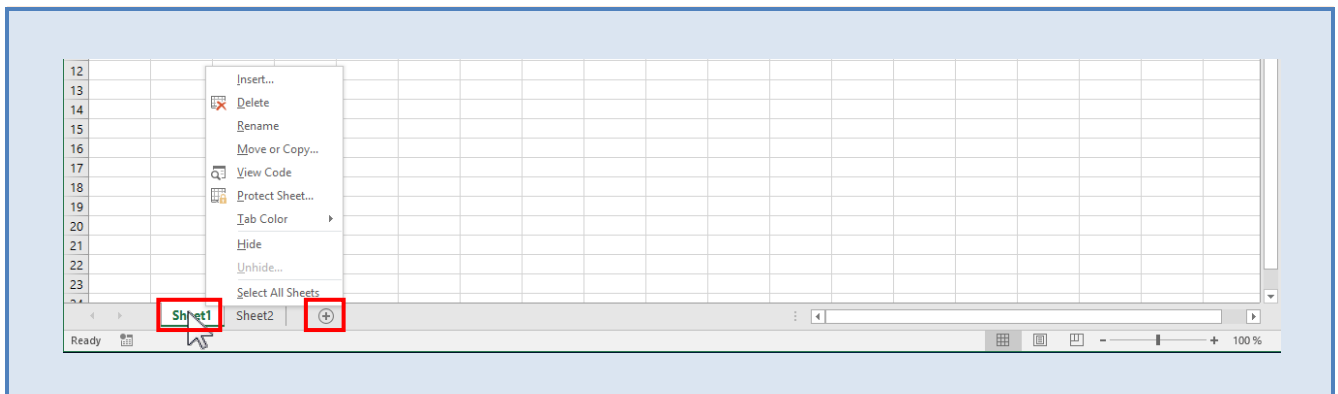 12
13
14
15
16
17
18
19
20
21
22
23
24
Insert...
Delete
Rename
Move or Copy...
View Code
Protect Sheet...
Tab Color
Hide
Unhide...
Select All Sheets
Sheet1 Sheet2
Ready 100 %